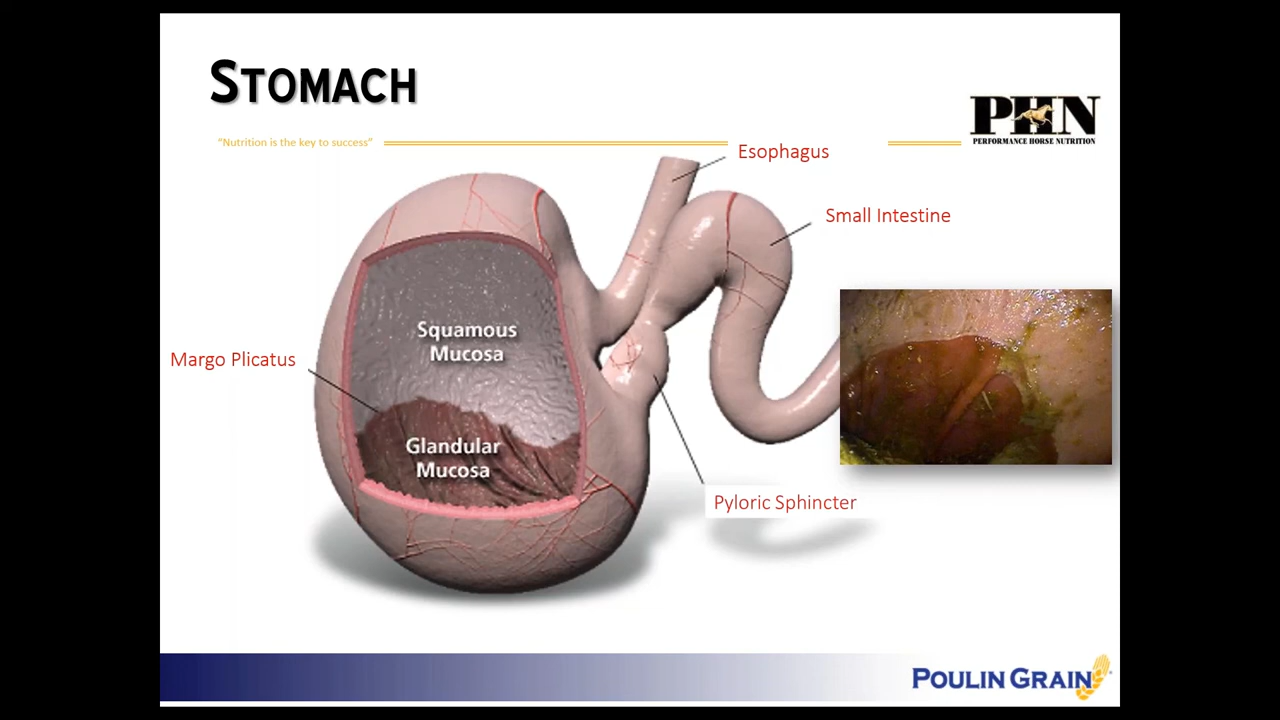 STOMACH
"Nutrition is the key to success"
PHN
PERFORMANCE HORSE NUTRITION
Esophagus
Small Intestine
Squamous
Mucosa
Margo Plicatus
Glandular
Mucosa
Pyloric Sphincter
POULIN GRAIN®